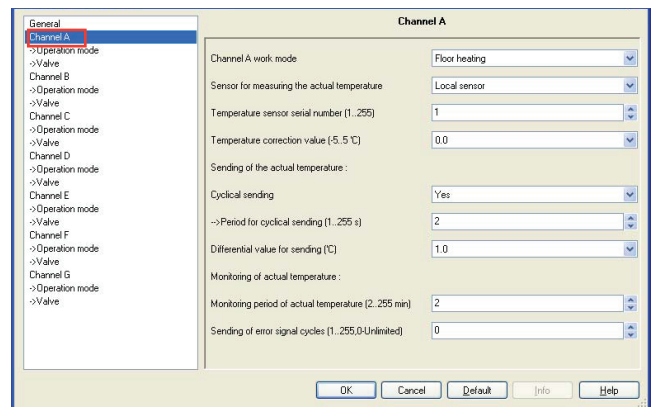 General
Channel A
->Operation mode
->Valve
Channel B
->Operation mode
->Valve
Channel C
->Operation mode
->Valve
Channel D
->Operation mode
->Valve
Channel E
->Operation mode
->Valve
Channel F
->Operation mode
->Valve
Channel G
->Operation mode
->Valve
Channel A
Channel A work mode Floor heating
Sensor for measuring the actual temperature Local sensor
Temperature sensor serial number (1..255) 1
Temperature correction value (-5..5 ℃) 0.0
Sending of the actual temperature :
Cyclical sending Yes
-->Period for cyclical sending (1..255 s) 2
Differential value for sending (℃) 1.0
Monitoring of actual temperature :
Monitoring period of actual temperature (2..255 min) 2
Sending of error signal cycles (1..255,0-Unlimited) 0
OK Cancel Default Info Help